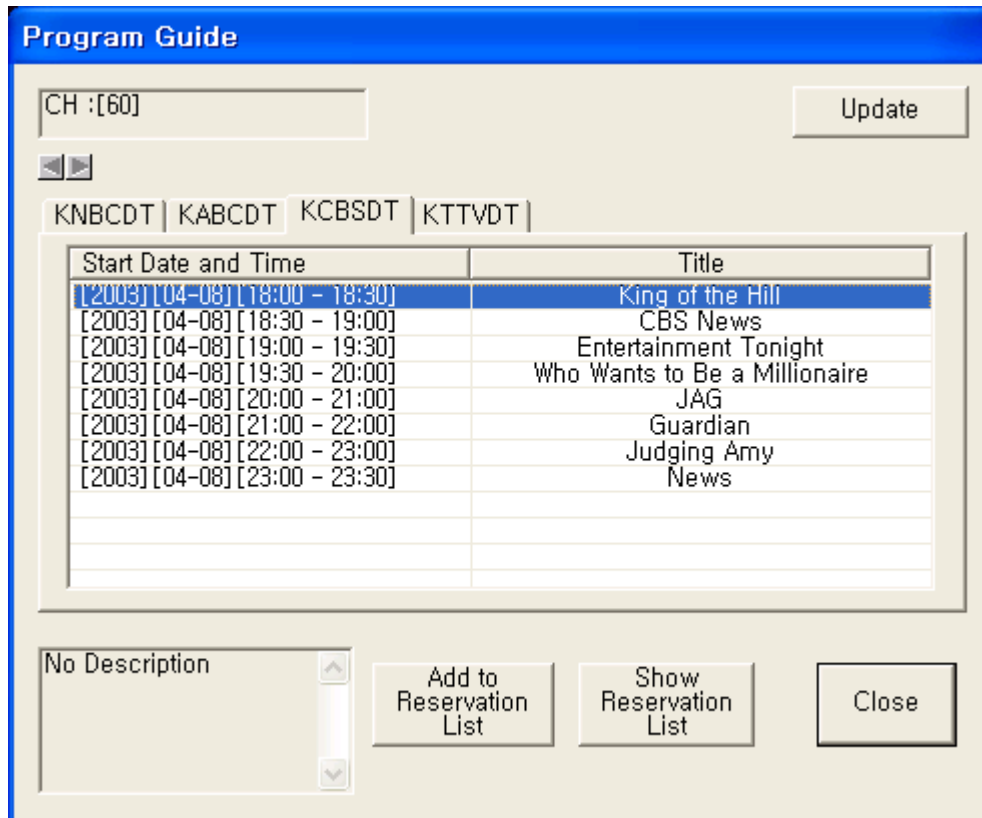 Program Guide
CH :[60]
Update
KNBCDT KABCDT KCBSDT KTTVDT
Start Date and Time Title
[2003][04-08][18:00 - 18:30] King of the Hill
[2003][04-08][18:30 - 19:00] CBS News
[2003][04-08][19:00 - 19:30] Entertainment Tonight
[2003][04-08][19:30 - 20:00] Who Wants to Be a Millionaire
[2003][04-08][20:00 - 21:00] JAG
[2003][04-08][21:00 - 22:00] Guardian
[2003][04-08][22:00 - 23:00] Judging Amy
[2003][04-08][23:00 - 23:30] News
No Description
Add to
Reservation
List
Show
Reservation
List
Close